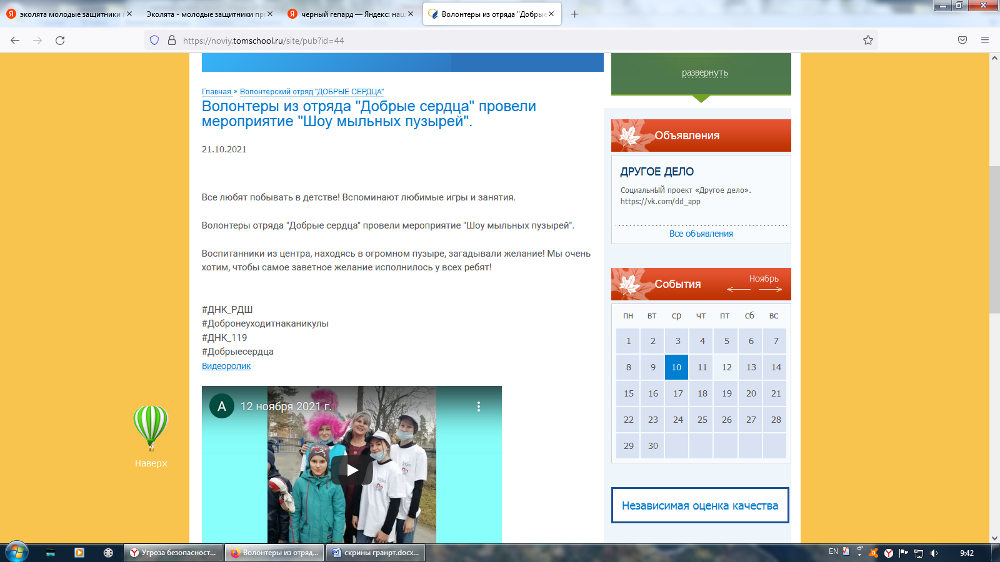 эколята молодые защитники
Эколята - молодые защитники при
черный гепард — Яндекс: наш
Волонтеры из отряда "Добрые
https://noviy.tomschool.ru/site/pub?id=44
развернуть
Главная » Волонтерский отряд "ДОБРЫЕ СЕРДЦА"
Волонтеры из отряда "Добрые сердца" провели
мероприятие "Шоу мыльных пузырей".
21.10.2021
Все любят побывать в детстве! Вспоминают любимые игры и занятия.
Волонтеры отряда "Добрые сердца" провели мероприятие "Шоу мыльных пузырей".
Воспитанники из центра, находясь в огромном пузыре, загадывали желание! Мы очень
хотим, чтобы самое заветное желание исполнилось у всех ребят!
#ДНК_РДШ
#Добронеуходитнаканикулы
#ДНК_119
#Добрыесердца
Видеоролик
А 12 ноября 2021 г.
Наверх
Объявления
ДРУГОЕ ДЕЛО
СоциальныЙ проект «Другое дело».
https://vk.com/dd_app
Все объявления
События
Ноябрь
пн вт ср чт пт сб вс
1 2 3 4 5 6 7
8 9 10 11 12 13 14
15 16 17 18 19 20 21
22 23 24 25 26 27 28
29 30
Независимая оценка качества
Угроза безопасност...
Волонтеры из отряд...
скрины гранрт.docx...
EN
9:42